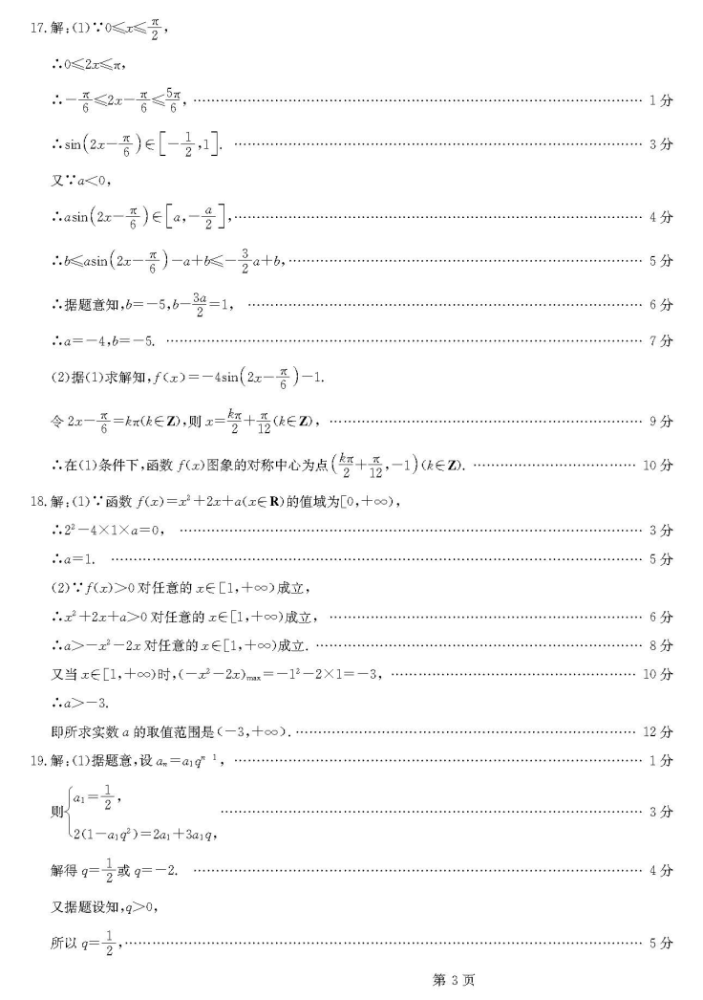 17.解:(1)∵0≤x≤π/2,
∴0≤2x≤π,
∴-π/6≤2x-π/6≤5π/6, …… 1分
∴sin(2x-π/6)∈[-1/2,1]. …… 3分
又∵a<0,
∴asin(2x-π/6)∈[a,-a/2], …… 4分
∴b≤asin(2x-π/6)-a+b≤-3/2a+b, …… 5分
∴据题意知,b=-5,b-3a/2=1, …… 6分
∴a=-4,b=-5. …… 7分
(2)据(1)求解知,f(x)=-4sin(2x-π/6)-1.
令2x-π/6=kπ(k∈Z),则x=kπ/2+π/12(k∈Z), …… 9分
∴在(1)条件下,函数f(x)图象的对称中心为点(kπ/2+π/12,-1)(k∈Z). …… 10分
18.解:(1)∵函数f(x)=x²+2x+a(x∈R)的值域为[0,+∞),
∴2²-4×1×a=0, …… 3分
∴a=1. …… 5分
(2)∵f(x)>0对任意的x∈[1,+∞)成立,
∴x²+2x+a>0对任意的x∈[1,+∞)成立, …… 6分
∴a>-x²-2x对任意的x∈[1,+∞)成立. …… 8分
又当x∈[1,+∞)时,(-x²-2x)max=-1²-2×1=-3, …… 10分
∴a>-3.
即所求实数a的取值范围是(-3,+∞). …… 12分
19.解:(1)据题意,设aₙ=a₁qⁿ ¹, …… 1分
则{a₁=1/2,
2(1-a₁q²)=2a₁+3a₁q, …… 3分
解得q=1/2或q=-2. …… 4分
又据题设知,q>0,
所以q=1/2, …… 5分
第 3 页